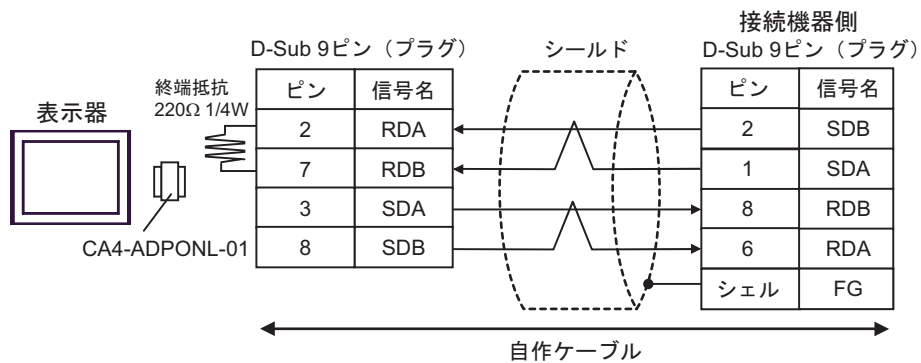 接続機器側
D-Sub 9ピン（プラグ）
シールド
D-Sub 9ピン（プラグ）
終端抵抗
220Ω 1/4W
表示器
CA4-ADPONL-01
ピン 信号名
2 RDA
7 RDB
3 SDA
8 SDB
ピン 信号名
2 SDB
1 SDA
8 RDB
6 RDA
シェル FG
自作ケーブル